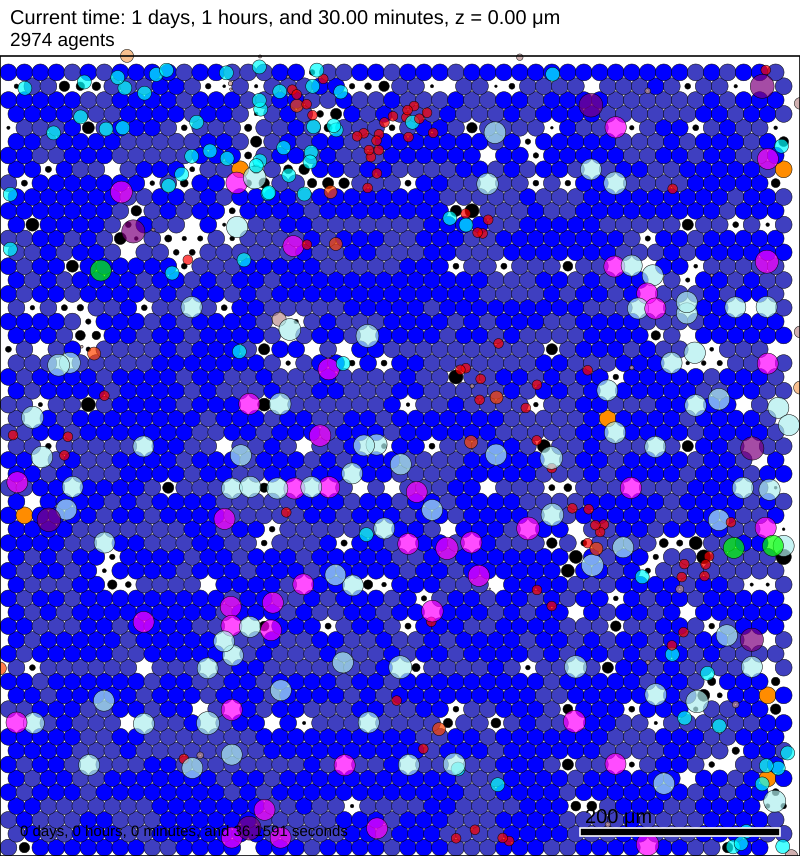 Current time: 1 days, 1 hours, and 30.00 minutes, z = 0.00 μm
2974 agents
200 μm
0 days, 0 hours, 0 minutes, and 36.1591 seconds